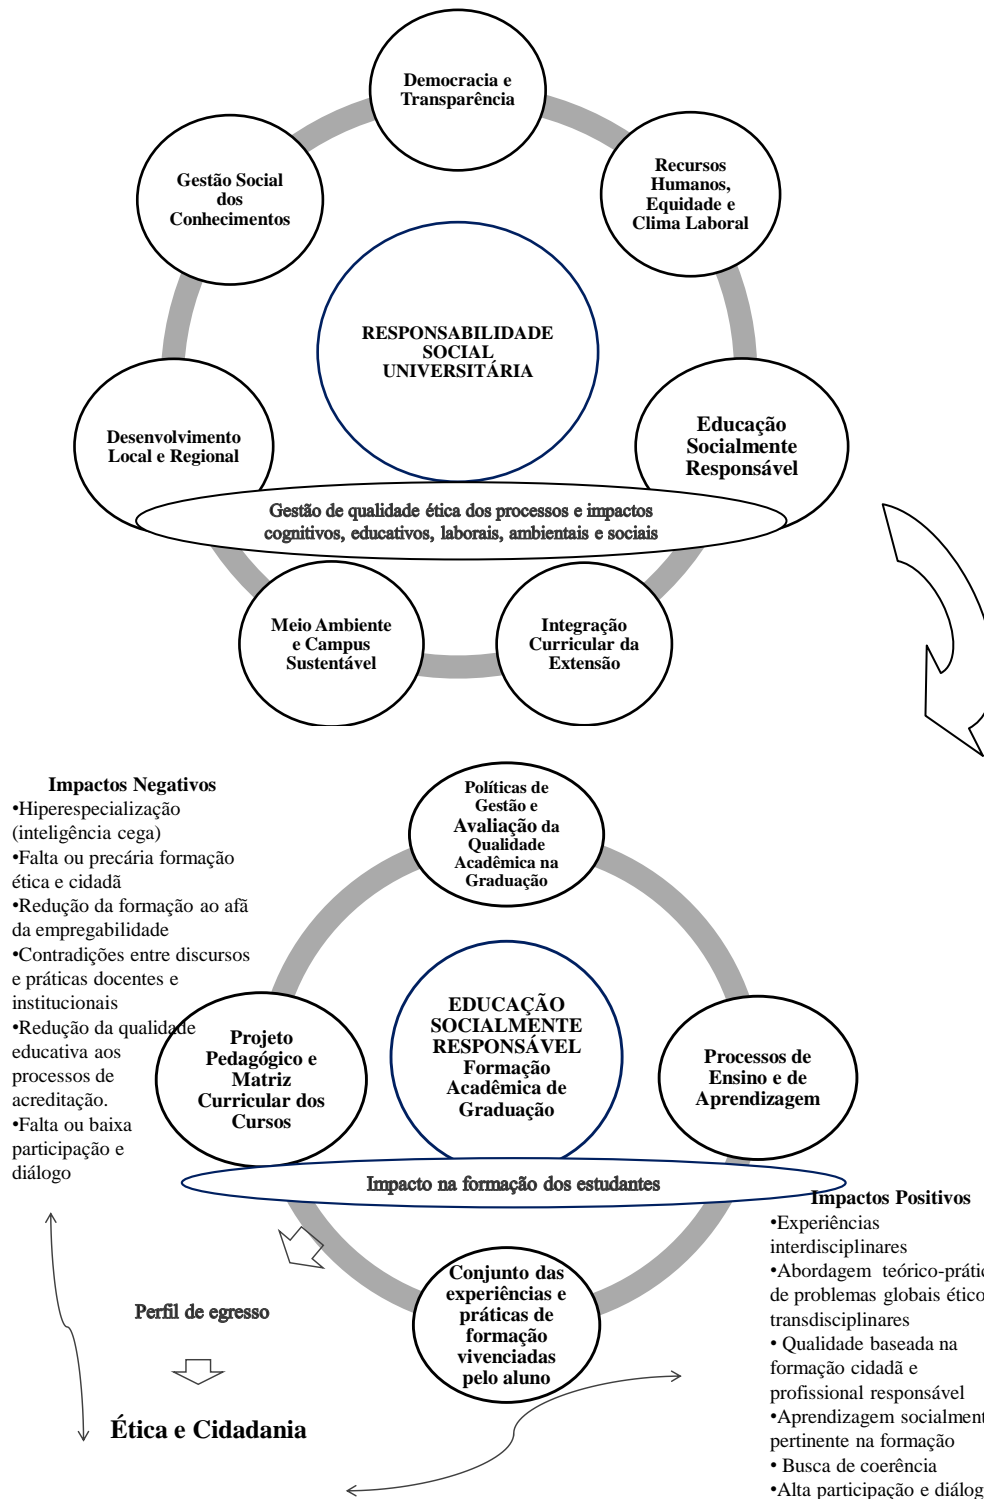 Democracia e
Transparência
Gestão Social
dos
Conhecimentos
Recursos
Humanos,
Equidade e
Clima Laboral
RESPONSABILIDADE
SOCIAL
UNIVERSITÁRIA
Desenvolvimento
Local e Regional
Educação
Socialmente
Responsável
Gestão de qualidade ética dos processos e impactos
cognitivos, educativos, laborais, ambientais e sociais
Meio Ambiente
e Campus
Sustentável
Integração
Curricular da
Extensão
Impactos Negativos
•Hiperespecialização
(inteligência cega)
•Falta ou precária formação
ética e cidadã
•Redução da formação ao afã
da empregabilidade
•Contradições entre discursos
e práticas docentes e
institucionais
•Redução da qualidade
educativa aos
processos de
acreditação.
•Falta ou baixa
participação e
diálogo
Políticas de
Gestão e
Avaliação da
Qualidade
Acadêmica na
Graduação
EDUCAÇÃO
SOCIALMENTE
RESPONSÁVEL
Formação
Acadêmica de
Graduação
Projeto
Pedagógico e
Matriz
Curricular dos
Cursos
Processos de
Ensino e de
Aprendizagem
Impacto na formação dos estudantes
Conjunto das
experiências e
práticas de
formação
vivenciadas
pelo aluno
Perfil de egresso
Ética e Cidadania
Impactos Positivos
•Experiências
interdisciplinares
•Abordagem teórico-prátic
de problemas globais ético
transdisciplinares
• Qualidade baseada na
formação cidadã e
profissional responsável
•Aprendizagem socialment
pertinente na formação
• Busca de coerência
•Alta participação e diálog